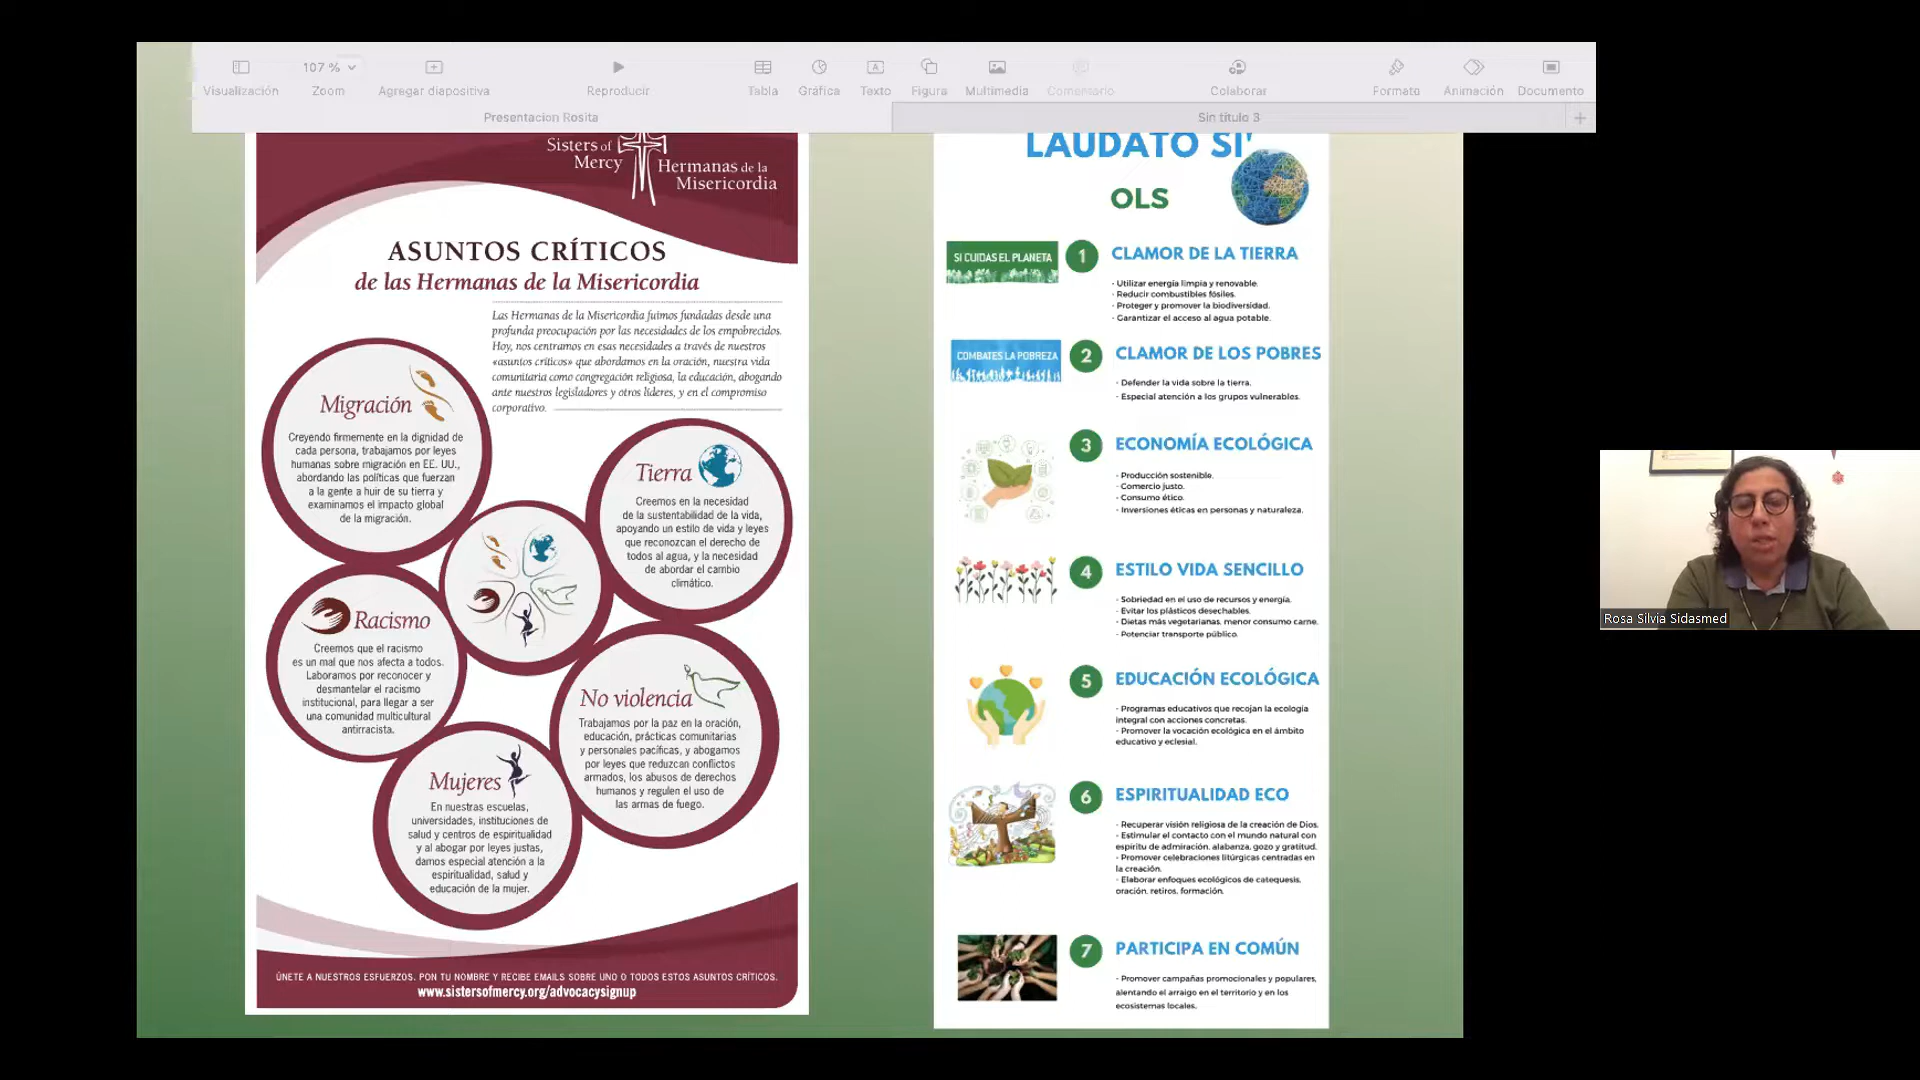 Visualización
107 %
Zoom
Agregar diapositiva
Reproducir
Tabla
Gráfica
Texto
Figura
Multimedia
Comentario
Colaborar
Formato
Animación
Documento
Presentacion Rosita
Sin título 3
Sisters of
Mercy
Hermanas de la
Misericordia
ASUNTOS CRÍTICOS
de las Hermanas de la Misericordia
Las Hermanas de la Misericordia fuimos fundadas desde una
profunda preocupación por las necesidades de los empobrecidos.
Hoy, nos centramos en esas necesidades a través de nuestros
«asuntos críticos» que abordamos en la oración, nuestra vida
comunitaria como congregación religiosa, la educación, abogando
ante nuestros legisladores y otros líderes, y en el compromiso
corporativo.
Migración
Creyendo firmemente en la dignidad de
cada persona, trabajamos por leyes
humanas sobre migración en EE. UU.,
abordando las políticas que fuerzan
a la gente a huir de su tierra y
examinamos el impacto global
de la migración.
Tierra
Creemos en la necesidad
de la sustentabilidad de la vida,
apoyando un estilo de vida y leyes
que reconozcan el derecho de
todos al agua, y la necesidad
de abordar el cambio
climático.
Racismo
Creemos que el racismo
es un mal que nos afecta a todos.
Laboramos por reconocer y
desmantelar el racismo
institucional, para llegar a ser
una comunidad multicultural
antirracista.
No violencia
Trabajamos por la paz en la oración,
educación, prácticas comunitarias
y personales pacíficas, y abogamos
por leyes que reduzcan conflictos
armados, los abusos de derechos
humanos y regulen el uso de
las armas de fuego.
Mujeres
En nuestras escuelas,
universidades, instituciones de
salud y centros de espiritualidad
y al abogar por leyes justas,
damos especial atención a la
espiritualidad, salud y
educación de la mujer.
ÚNETE A NUESTROS ESFUERZOS. PON TU NOMBRE Y RECIBE EMAILS SOBRE UNO O TODOS ESTOS ASUNTOS CRÍTICOS.
www.sistersofmercy.org/advocacysignup
LAUDATO SI'
OLS
SI CUIDAS EL PLANETA
1
CLAMOR DE LA TIERRA
- Utilizar energía limpia y renovable.
- Reducir combustibles fósiles.
- Proteger y promover la biodiversidad.
- Garantizar el acceso al agua potable.
COMBATES LA POBREZA
2
CLAMOR DE LOS POBRES
- Defender la vida sobre la tierra.
- Especial atención a los grupos vulnerables.
3
ECONOMÍA ECOLÓGICA
- Producción sostenible.
- Comercio justo.
- Consumo ético.
- Inversiones éticas en personas y naturaleza.
4
ESTILO VIDA SENCILLO
- Sobriedad en el uso de recursos y energía.
- Evitar los plásticos desechables.
- Dietas más vegetarianas, menor consumo carne.
- Potenciar transporte público.
5
EDUCACIÓN ECOLÓGICA
- Programas educativos que recojan la ecología
integral con acciones concretas.
- Promover la vocación ecológica en el ámbito
educativo y eclesial.
6
ESPIRITUALIDAD ECO
- Recuperar visión religiosa de la creación de Dios.
- Estimular el contacto con el mundo natural con
espíritu de admiración, alabanza, gozo y gratitud.
- Promover celebraciones litúrgicas centradas en
la creación.
- Elaborar enfoques ecológicos de catequesis,
oración, retiros, formación.
7
PARTICIPA EN COMÚN
- Promover campañas promocionales y populares,
alentando el arraigo en el territorio y en los
ecosistemas locales.
Rosa Silvia Sidasmed